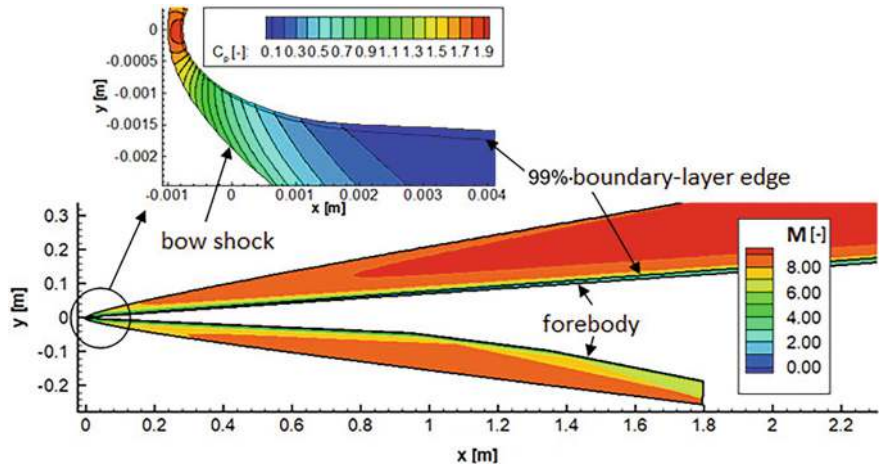 C_p [-]:
0.1 0.3 0.5 0.7 0.9 1.1 1.3 1.5 1.7 1.9
y [m]
0
-0.0005
-0.001
-0.0015
-0.002
-0.001 0 0.001 0.002 0.003 0.004
x [m]
bow shock
99%-boundary-layer edge
forebody
M [-]
8.00
6.00
4.00
2.00
0.00
y [m]
0.3
0.2
0.1
0
-0.1
-0.2
0 0.2 0.4 0.6 0.8 1 1.2 1.4 1.6 1.8 2 2.2
x [m]